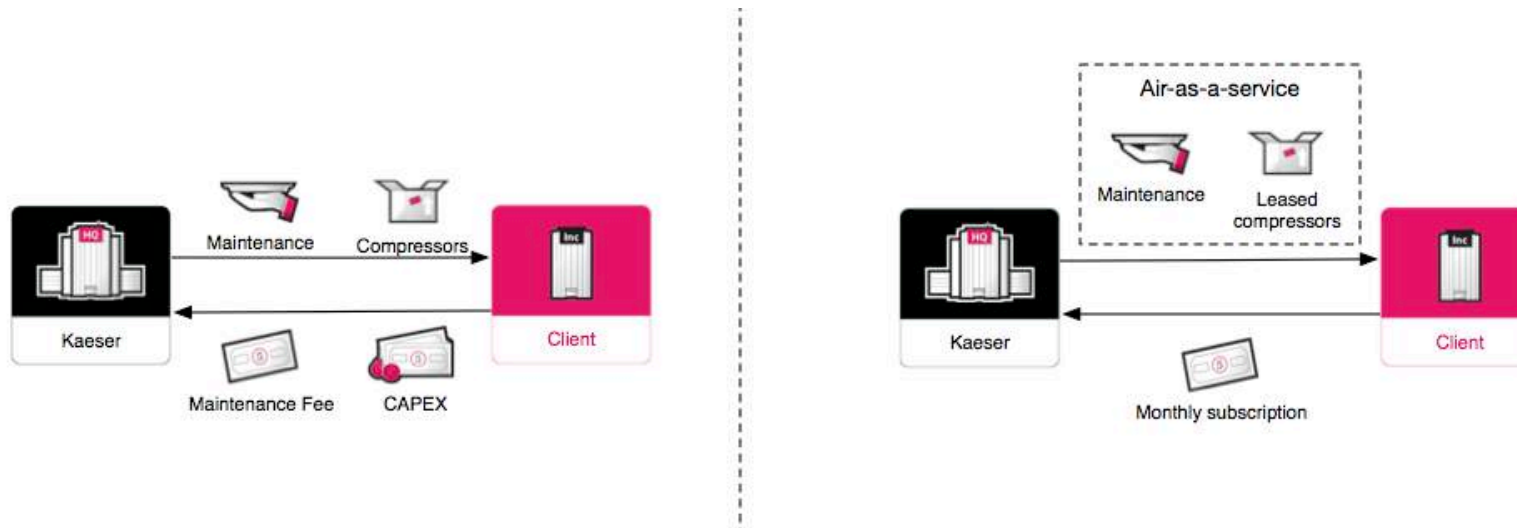 HQ
Kaeser
Maintenance
Compressors
Inc
Client
Maintenance Fee
CAPEX
Air-as-a-service
Maintenance
Leased
compressors
HQ
Kaeser
Inc
Client
Monthly subscription